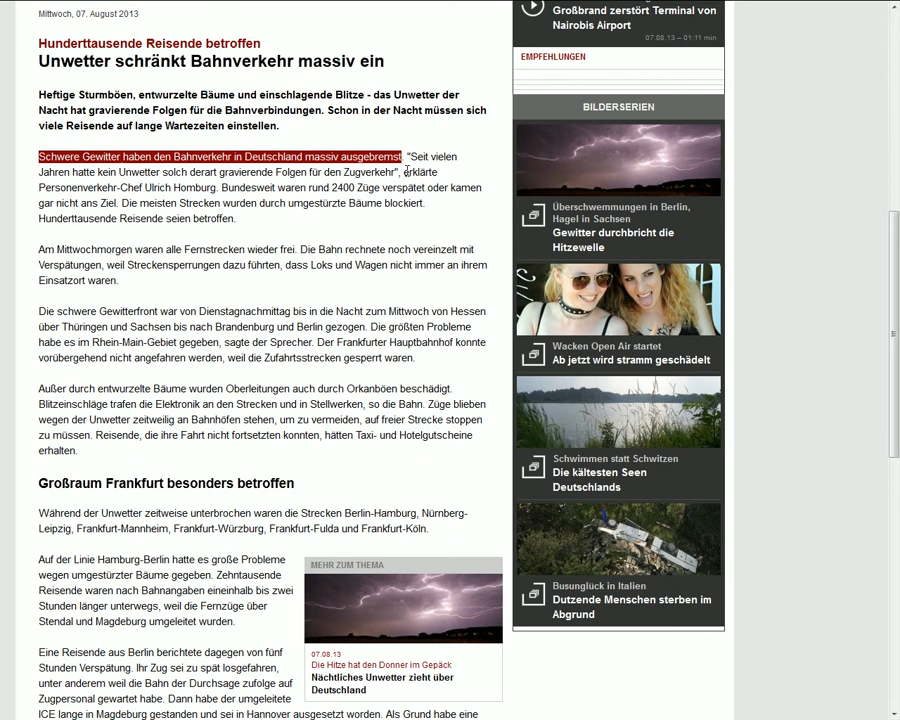 Mittwoch, 07. August 2013
Hunderttausende Reisende betroffen
Unwetter schränkt Bahnverkehr massiv ein
Heftige Sturmböen, entwurzelte Bäume und einschlagende Blitze - das Unwetter der
Nacht hat gravierende Folgen für die Bahnverbindungen. Schon in der Nacht müssen sich
viele Reisende auf lange Wartezeiten einstellen.
Schwere Gewitter haben den Bahnverkehr in Deutschland massiv ausgebremst. "Seit vielen
Jahren hatte kein Unwetter solch derart gravierende Folgen für den Zugverkehr", erklärte
Personenverkehr-Chef Ulrich Homburg. Bundesweit waren rund 2400 Züge verspätet oder kamen
gar nicht ans Ziel. Die meisten Strecken wurden durch umgestürzte Bäume blockiert.
Hunderttausende Reisende seien betroffen.
Am Mittwochmorgen waren alle Fernstrecken wieder frei. Die Bahn rechnete noch vereinzelt mit
Verspätungen, weil Streckensperrungen dazu führten, dass Loks und Wagen nicht immer an ihrem
Einsatzort waren.
Die schwere Gewitterfront war von Dienstagnachmittag bis in die Nacht zum Mittwoch von Hessen
über Thüringen und Sachsen bis nach Brandenburg und Berlin gezogen. Die größten Probleme
habe es im Rhein-Main-Gebiet gegeben, sagte der Sprecher. Der Frankfurter Hauptbahnhof konnte
vorübergehend nicht angefahren werden, weil die Zufahrtsstrecken gesperrt waren.
Außer durch entwurzelte Bäume wurden Oberleitungen auch durch Orkanböen beschädigt.
Blitzeinschläge trafen die Elektronik an den Strecken und in Stellwerken, so die Bahn. Züge blieben
wegen der Unwetter zeitweilig an Bahnhöfen stehen, um zu vermeiden, auf freier Strecke stoppen
zu müssen. Reisende, die ihre Fahrt nicht fortsetzten konnten, hätten Taxi- und Hotelgutscheine
erhalten.
Großraum Frankfurt besonders betroffen
Während der Unwetter zeitweise unterbrochen waren die Strecken Berlin-Hamburg, Nürnberg-
Leipzig, Frankfurt-Mannheim, Frankfurt-Würzburg, Frankfurt-Fulda und Frankfurt-Köln.
Auf der Linie Hamburg-Berlin hatte es große Probleme
wegen umgestürzter Bäume gegeben. Zehntausende
Reisende waren nach Bahnangaben eineinhalb bis zwei
Stunden länger unterwegs, weil die Fernzüge über
Stendal und Magdeburg umgeleitet wurden.
Eine Reisende aus Berlin berichtete dagegen von fünf
Stunden Verspätung. Ihr Zug sei zu spät losgefahren,
unter anderem weil die Bahn der Durchsage zufolge auf
Zugpersonal gewartet habe. Dann habe der umgeleitete
ICE lange in Magdeburg gestanden und sei in Hannover ausgesetzt worden. Als Grund habe eine
MEHR ZUM THEMA
07.08.13
Die Hitze hat den Donner im Gepäck
Nächtliches Unwetter zieht über
Deutschland
Großbrand zerstört Terminal von
Nairobis Airport
07.08.13 – 01:11 min
EMPFEHLUNGEN
BILDERSERIEN
Überschwemmungen in Berlin,
Hagel in Sachsen
Gewitter durchbricht die
Hitzewelle
Wacken Open Air startet
Ab jetzt wird stramm geschädelt
Schwimmen statt Schwitzen
Die kältesten Seen
Deutschlands
Busunglück in Italien
Dutzende Menschen sterben im
Abgrund